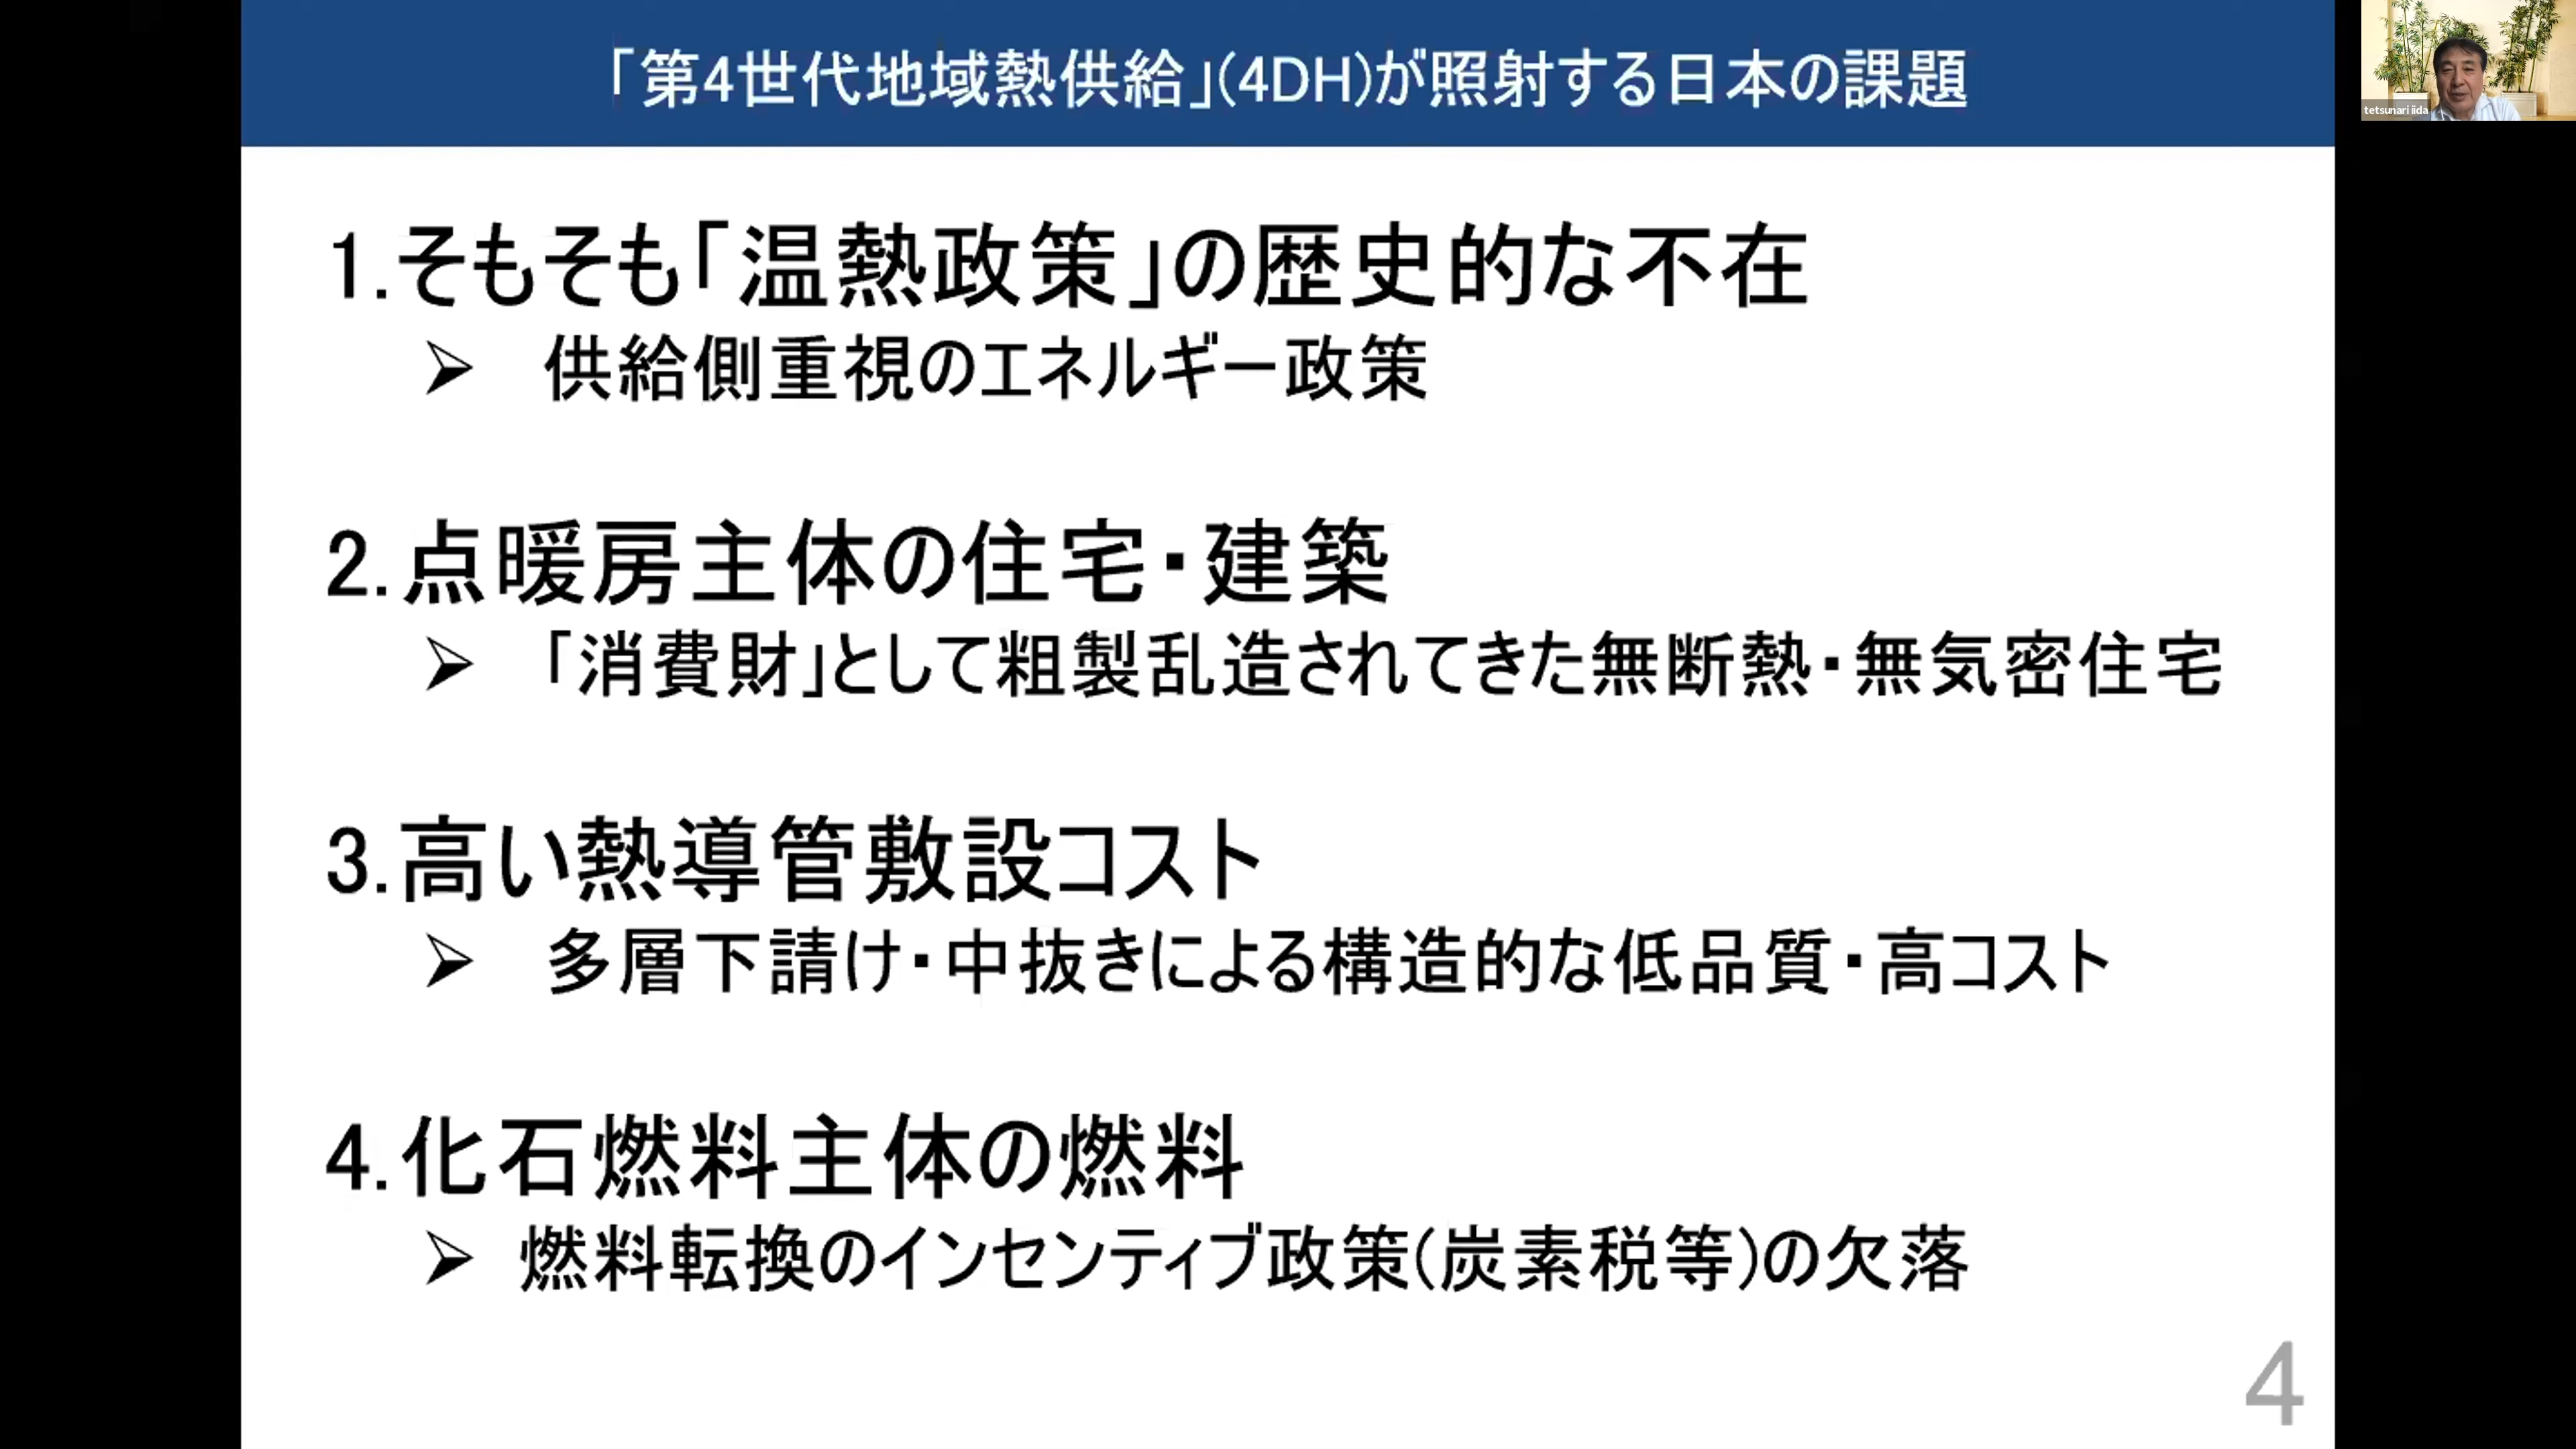 「第4世代地域熱供給」(4DH)が照射する日本の課題
tetsunari iida
1.そもそも「温熱政策」の歴史的な不在
➢ 供給側重視のエネルギー政策
2.点暖房主体の住宅・建築
➢ 「消費財」として粗製乱造されてきた無断熱・無気密住宅
3.高い熱導管敷設コスト
➢ 多層下請け・中抜きによる構造的な低品質・高コスト
4.化石燃料主体の燃料
➢ 燃料転換のインセンティブ政策(炭素税等)の欠落
4